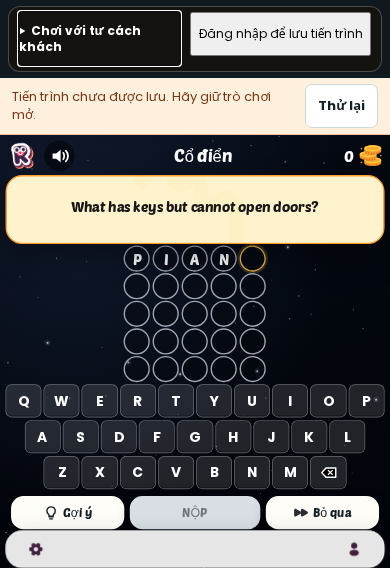 ▸ Chơi với tư cách
khách
Đăng nhập để lưu tiến trình
Tiến trình chưa được lưu. Hãy giữ trò chơi
mở.
Thử lại
Cổ điển
0
What has keys but cannot open doors?
P I A N
Q W E R T Y U I O P
A S D F G H J K L
Z X C V B N M
Gợi ý
NỘP
Bỏ qua